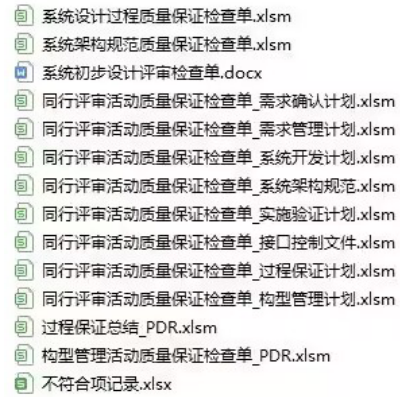 系统设计过程质量保证检查单.xlsm
系统架构规范质量保证检查单.xlsm
系统初步设计评审检查单.docx
同行评审活动质量保证检查单_需求确认计划.xlsm
同行评审活动质量保证检查单_需求管理计划.xlsm
同行评审活动质量保证检查单_系统开发计划.xlsm
同行评审活动质量保证检查单_系统架构规范.xlsm
同行评审活动质量保证检查单_实施验证计划.xlsm
同行评审活动质量保证检查单_接口控制文件.xlsm
同行评审活动质量保证检查单_过程保证计划.xlsm
同行评审活动质量保证检查单_构型管理计划.xlsm
过程保证总结_PDR.xlsm
构型管理活动质量保证检查单_PDR.xlsm
不符合项记录.xlsx